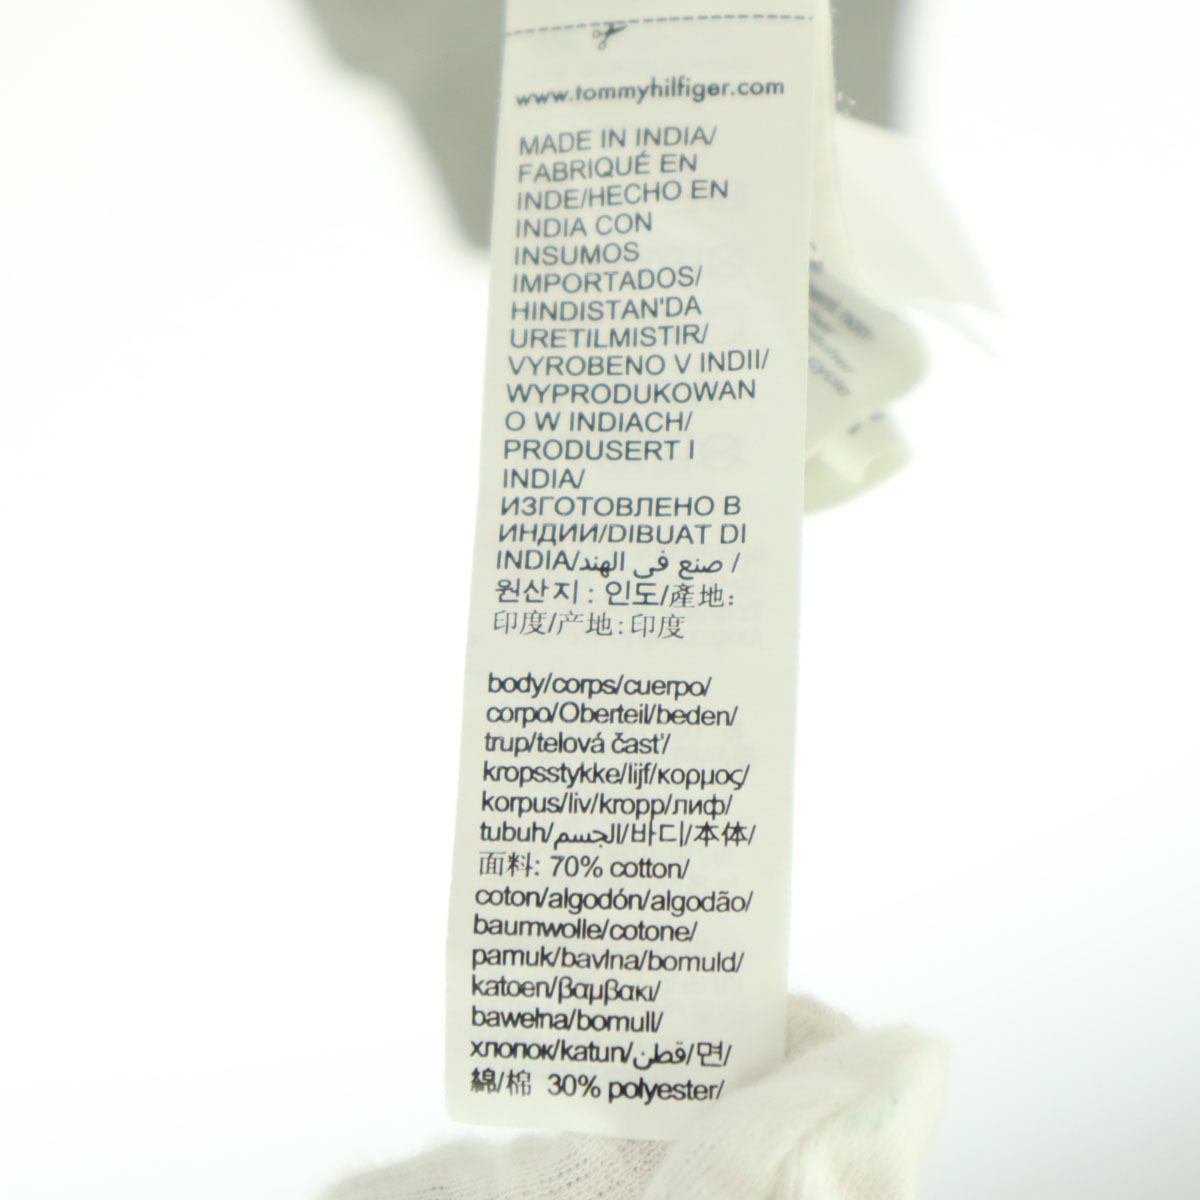 www.tommyhilfiger.com
MADE IN INDIA/
FABRIQUÉ EN
INDE/HECHO EN
INDIA CON
INSUMOS
IMPORTADOS/
HINDISTAN'DA
URETILMISTIR/
VYROBENO V INDII/
WYPRODUKOWAN
O W INDIACH/
PRODUSERT I
INDIA/
ИЗГОТОВЛЕНО В
ИНДИИ/DIBUAT DI
INDIA/صنع في الهند /
원산지 : 인도/產地:
印度/产地:印度
body/corps/cuerpo/
corpo/Oberteil/beden/
trup/telová časť/
kropsstykke/lijf/κορμος/
korpus/liv/kropp/лиф/
tubuh/الجسم/바디/本体/
面料: 70% cotton/
coton/algodón/algodão/
baumwolle/cotone/
pamuk/bavlna/bomuld/
katoen/βαμβακι/
bawełna/bomull/
хлопок/katun/قطن/면/
綿/棉 30% polyester/
cycle